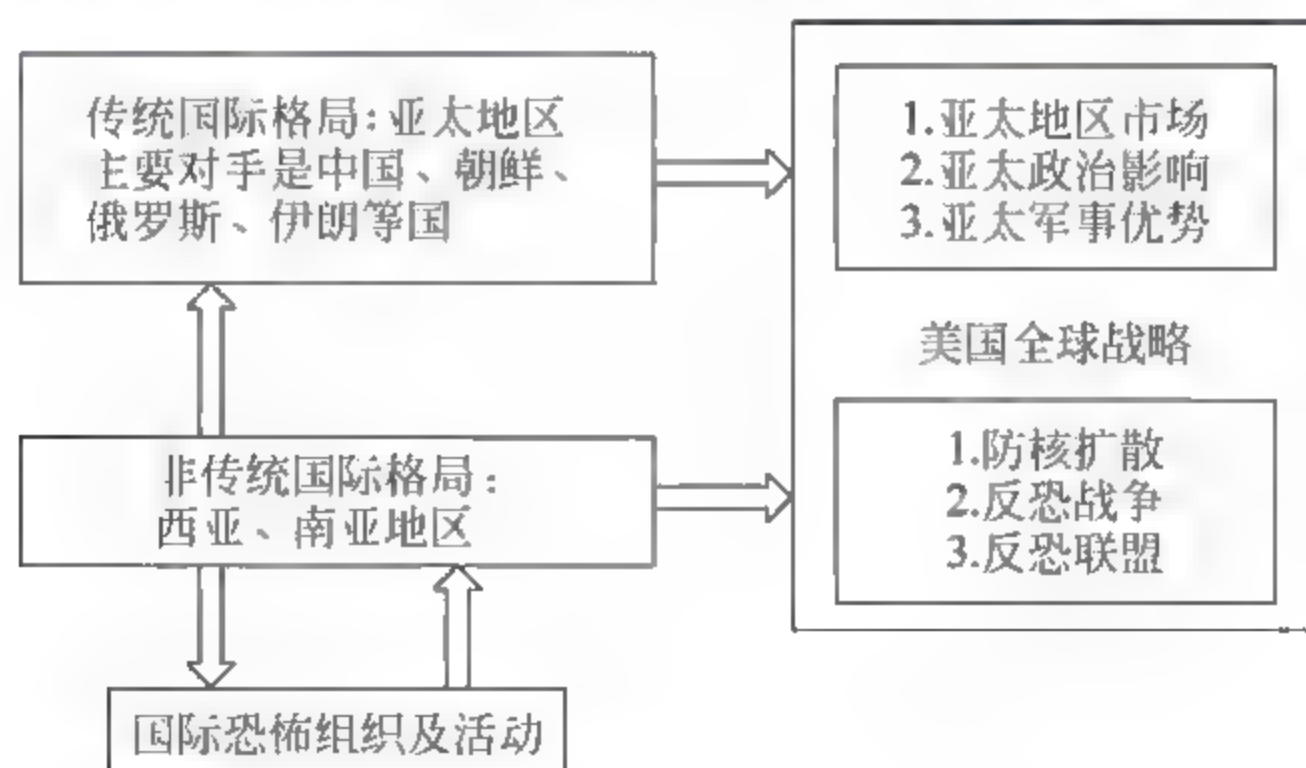 传统国际格局:亚太地区
主要对手是中国、朝鲜、
俄罗斯、伊朗等国
1.亚太地区市场
2.亚太政治影响
3.亚太军事优势
美国全球战略
非传统国际格局:
西亚、南亚地区
1.防核扩散
2.反恐战争
3.反恐联盟
国际恐怖组织及活动